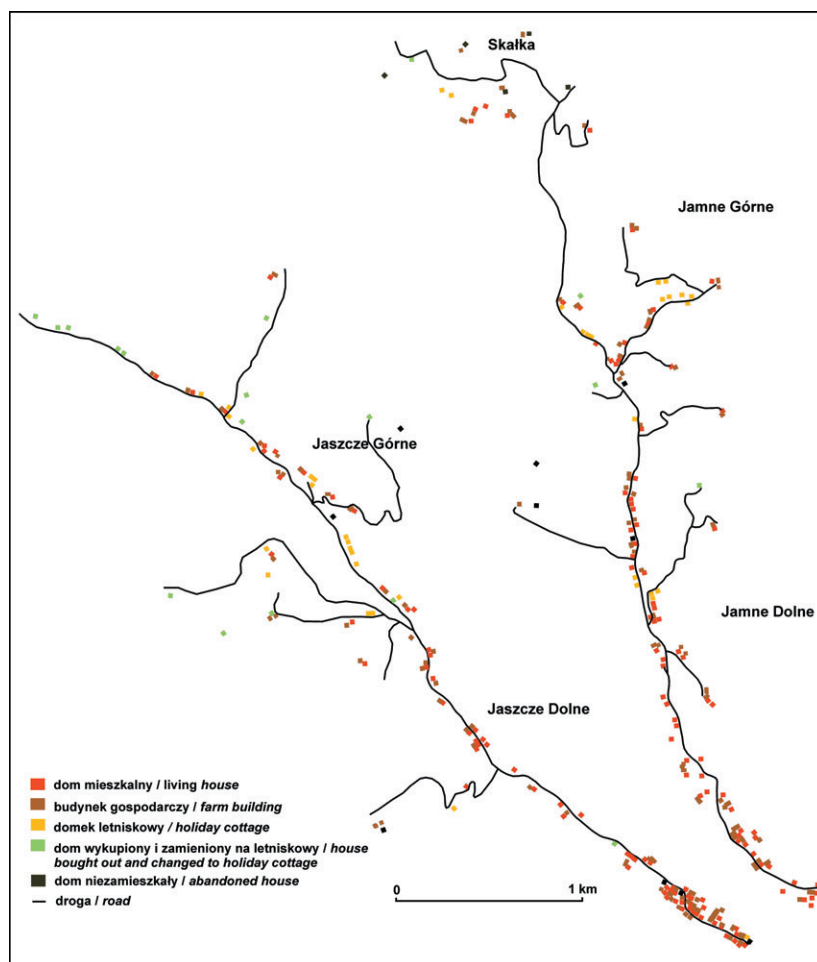 Skałka
Jamne Górne
Jaszcze Górne
Jamne Dolne
Jaszcze Dolne
dom mieszkalny / living house
budynek gospodarczy / farm building
domek letniskowy / holiday cottage
dom wykupiony i zamieniony na letniskowy / house
bought out and changed to holiday cottage
dom niezamieszkały / abandoned house
droga / road
0 1 km